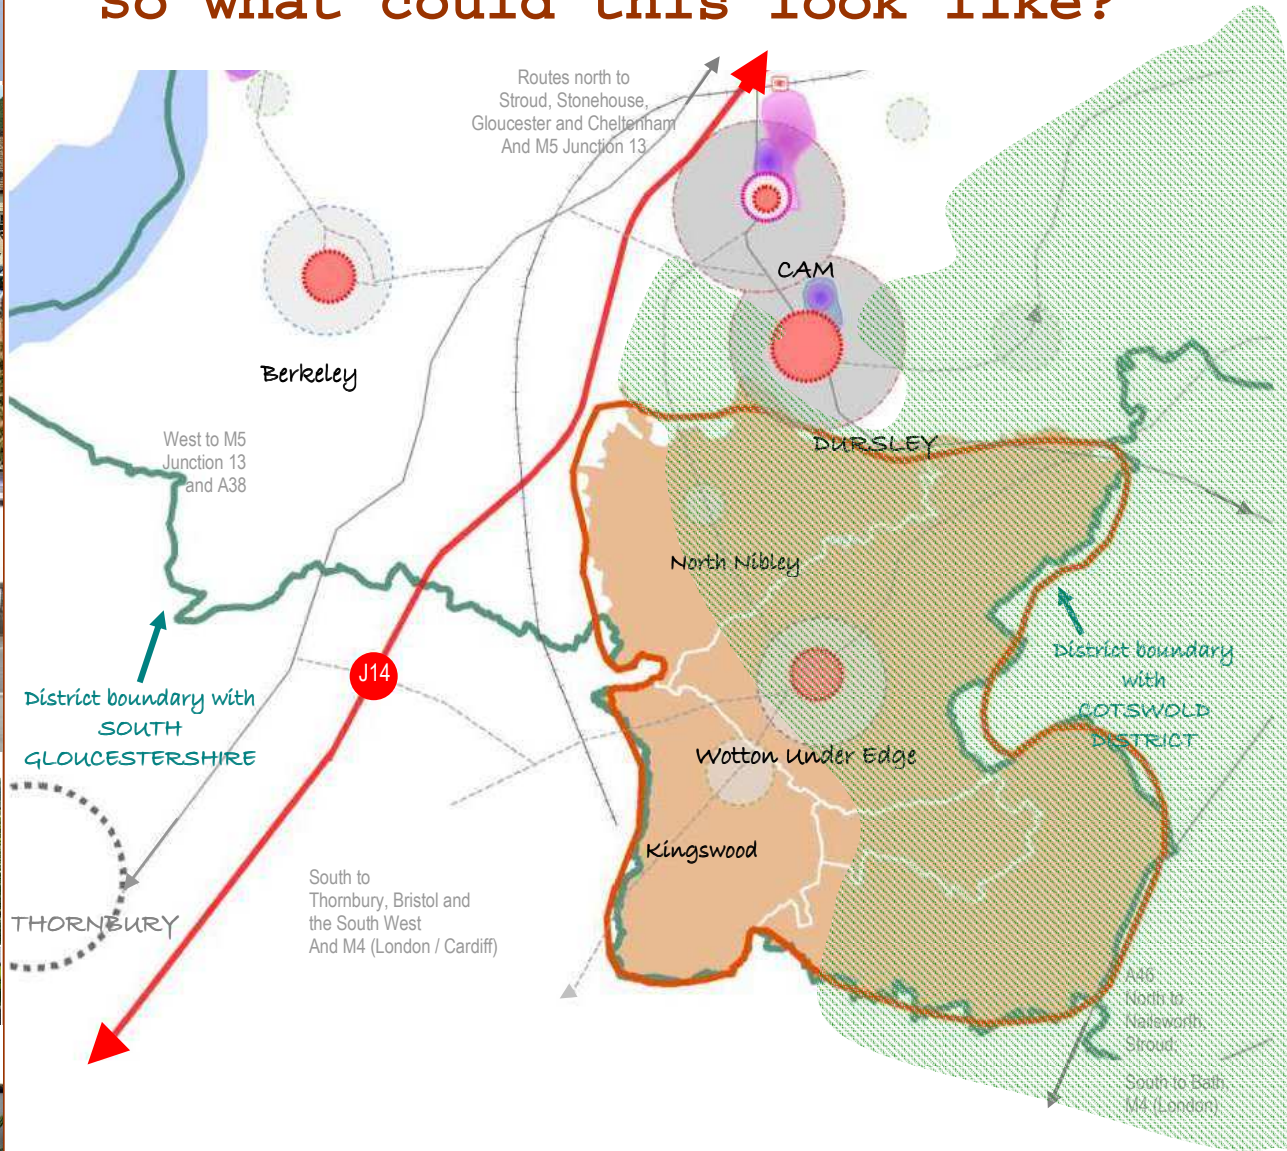 So what could this look like?
Routes north to
Stroud, Stonehouse,
Gloucester and Cheltenham
And M5 Junction 13
CAM
Berkeley
West to M5
Junction 13
and A38
DURSLEY
North Nibley
J14
District boundary with
SOUTH
GLOUCESTERSHIRE
District boundary
with
COTSWOLD
DISTRICT
Wotton Under Edge
Kingswood
South to
Thornbury, Bristol and
the South West
And M4 (London / Cardiff)
THORNBURY
A46
North to
Nailsworth,
Stroud,
South to Bath,
M4 (London)